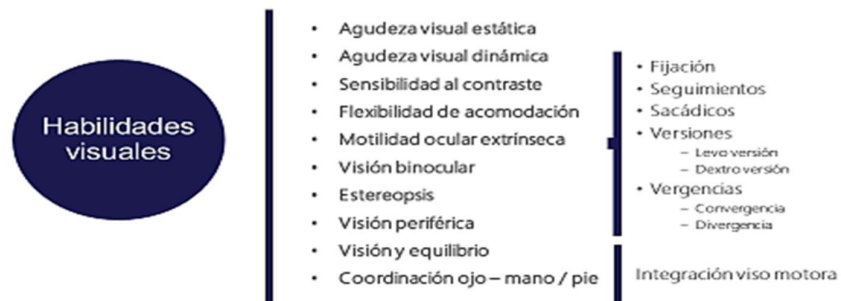 Habilidades
visuales
• Agudeza visual estática
• Agudeza visual dinámica
• Sensibilidad al contraste
• Flexibilidad de acomodación
• Motilidad ocular extrínseca
• Visión binocular
• Estereopsis
• Visión periférica
• Visión y equilibrio
• Coordinación ojo – mano / pie
• Fijación
• Seguimientos
• Sacádicos
• Versiones
– Levo versión
– Dextro versión
• Vergencias
– Convergencia
– Divergencia
Integración viso motora